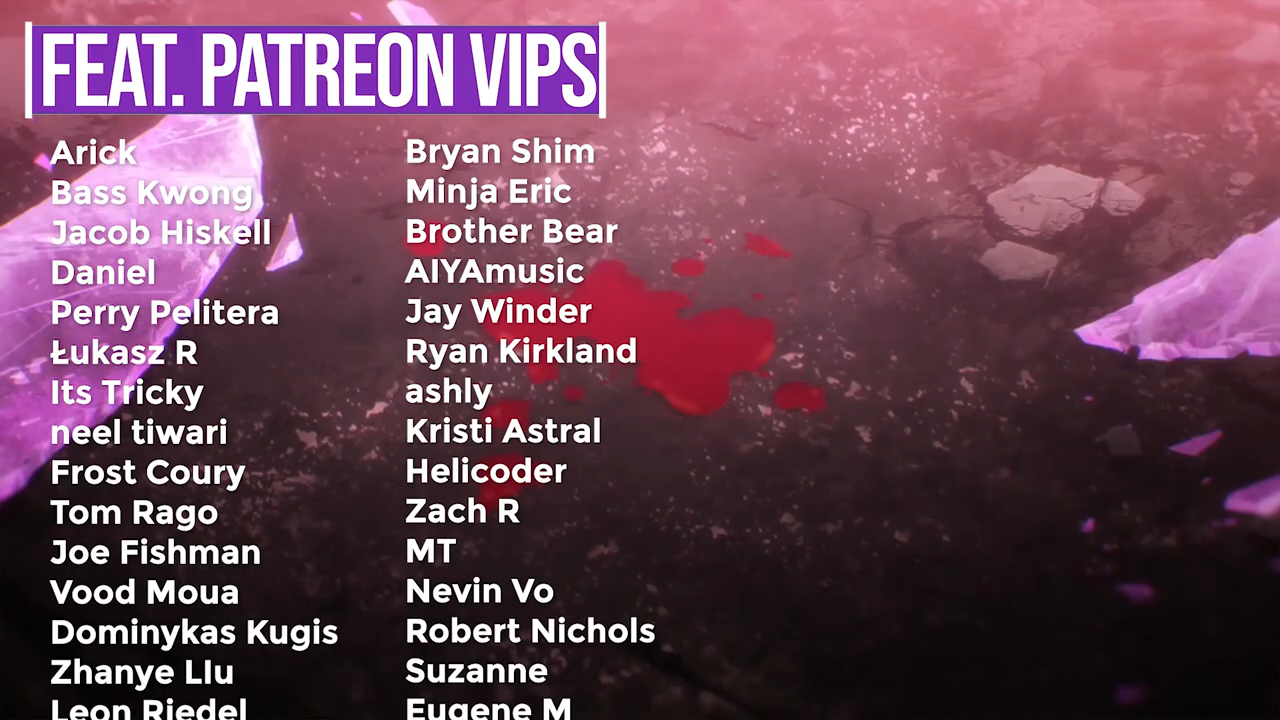 FEAT. PATREON VIPS
Arick
Bass Kwong
Jacob Hiskell
Daniel
Perry Pelitera
Łukasz R
Its Tricky
neel tiwari
Frost Coury
Tom Rago
Joe Fishman
Vood Moua
Dominykas Kugis
Zhanye LIu
Leon Riedel
Bryan Shim
Minja Eric
Brother Bear
AIYAmusic
Jay Winder
Ryan Kirkland
ashly
Kristi Astral
Helicoder
Zach R
MT
Nevin Vo
Robert Nichols
Suzanne
Eugene M